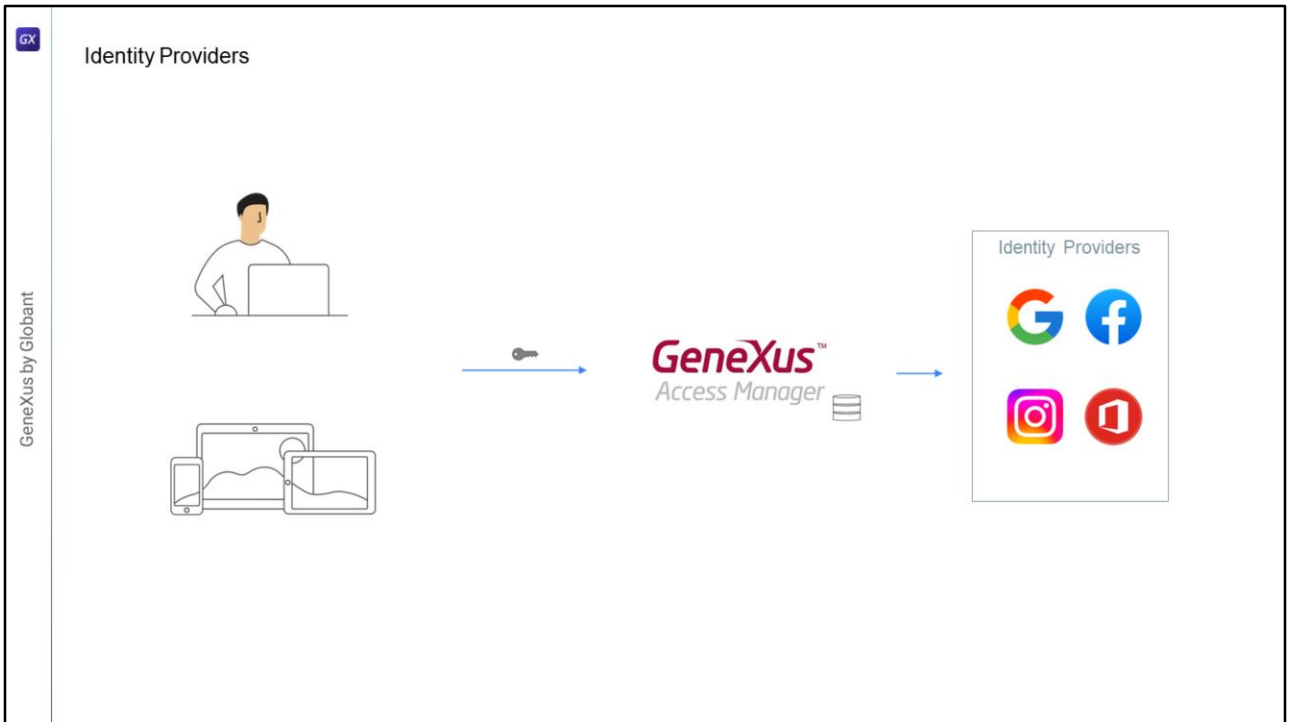 GX
Identity Providers
GeneXus by Globant
GeneXus™
Access Manager
Identity Providers